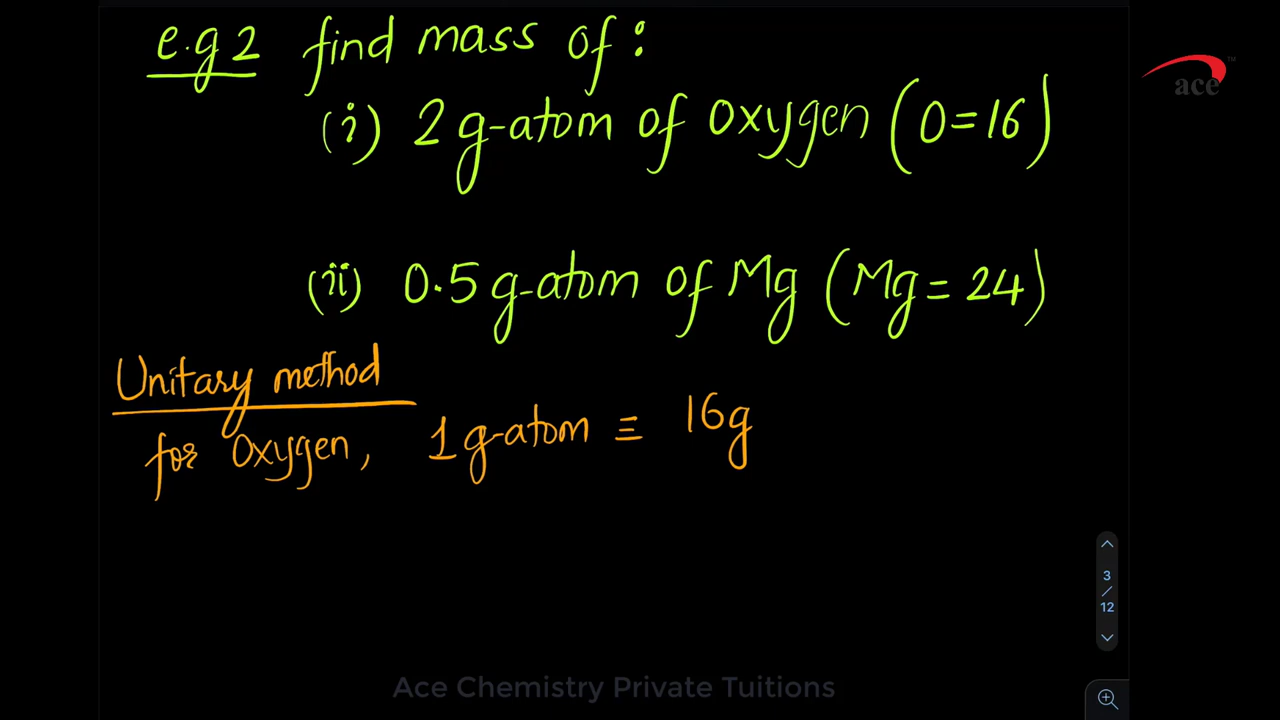 e.g 2 find mass of :
ace™
(i) 2 g-atom of Oxygen (O=16)
(ii) 0.5 g-atom of Mg (Mg = 24)
Unitary method
for Oxygen, 1 g-atom ≡ 16g
3
/
12
Ace Chemistry Private Tuitions